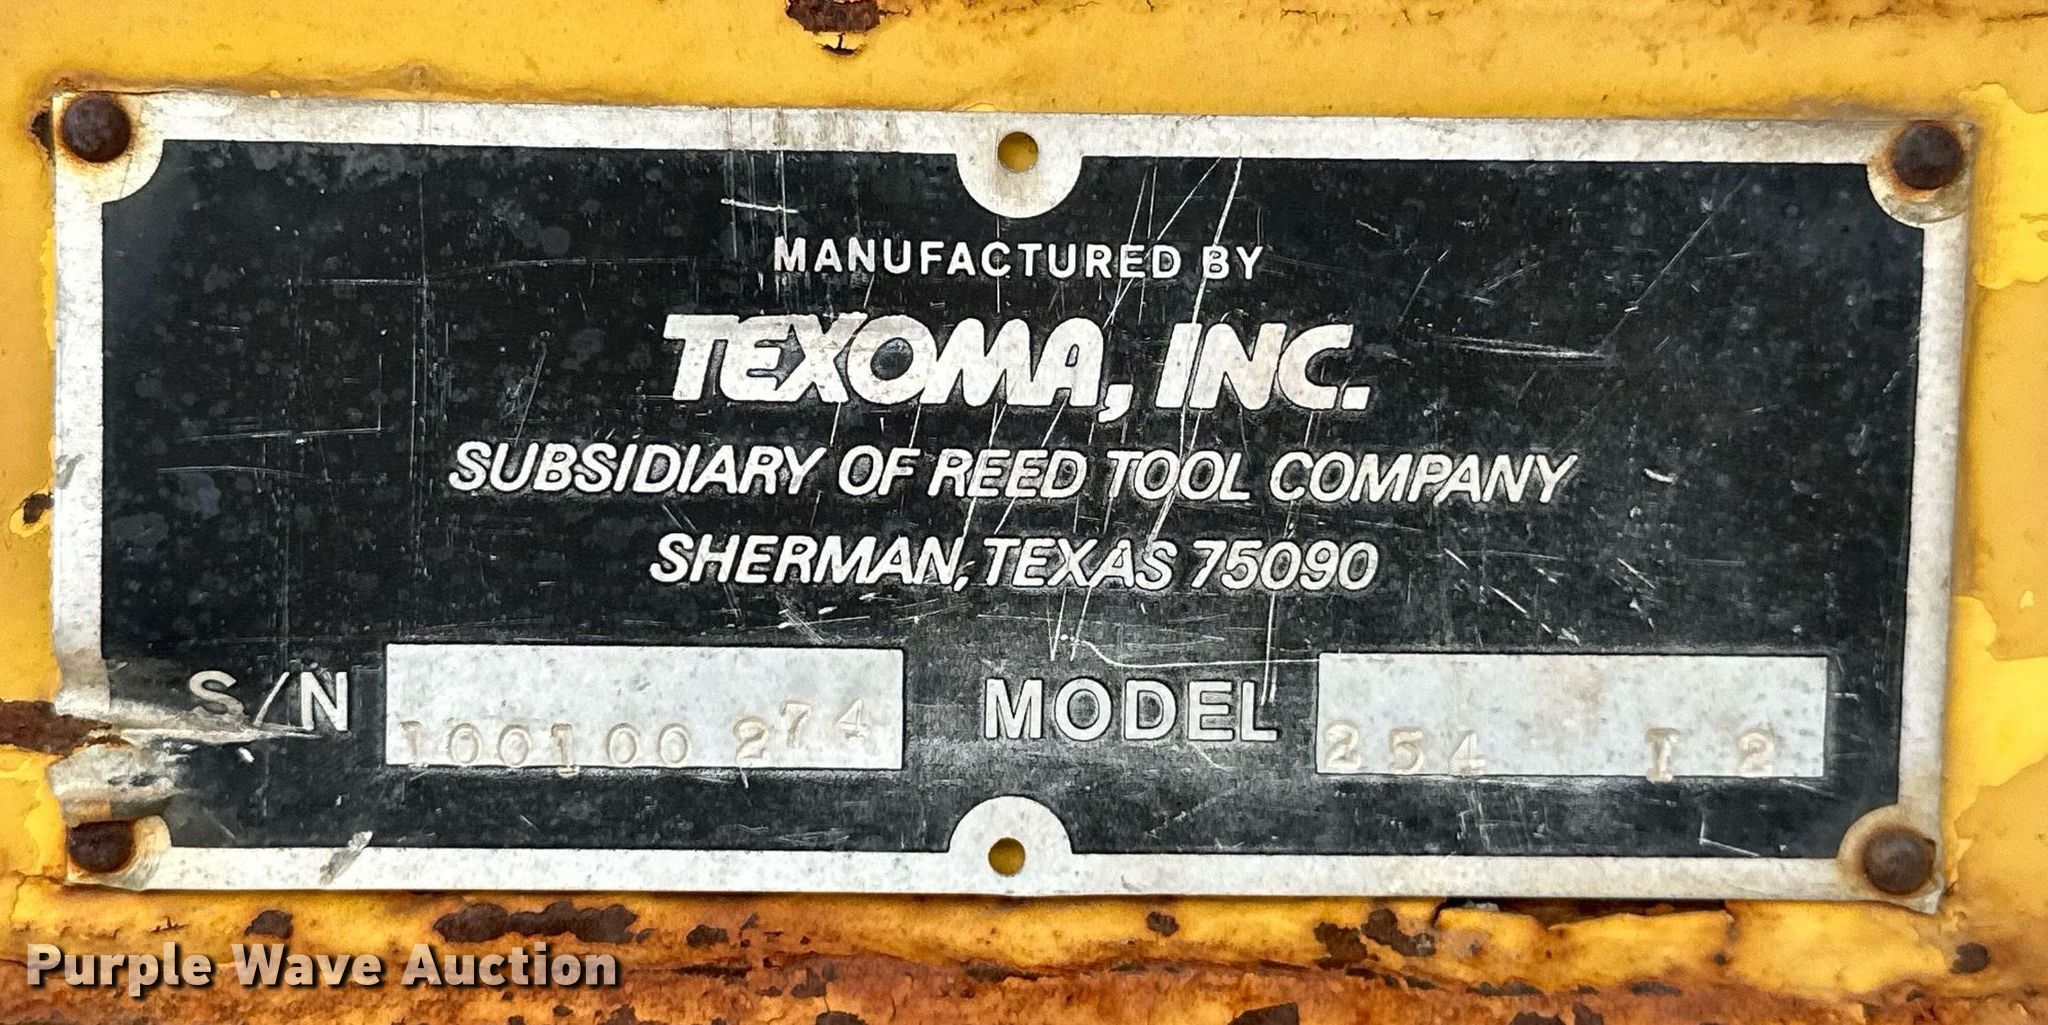 MANUFACTURED BY
TEXOMA, INC.
SUBSIDIARY OF REED TOOL COMPANY
SHERMAN, TEXAS 75090
S/N 100100 274 MODEL 254 I 2
Purple Wave Auction